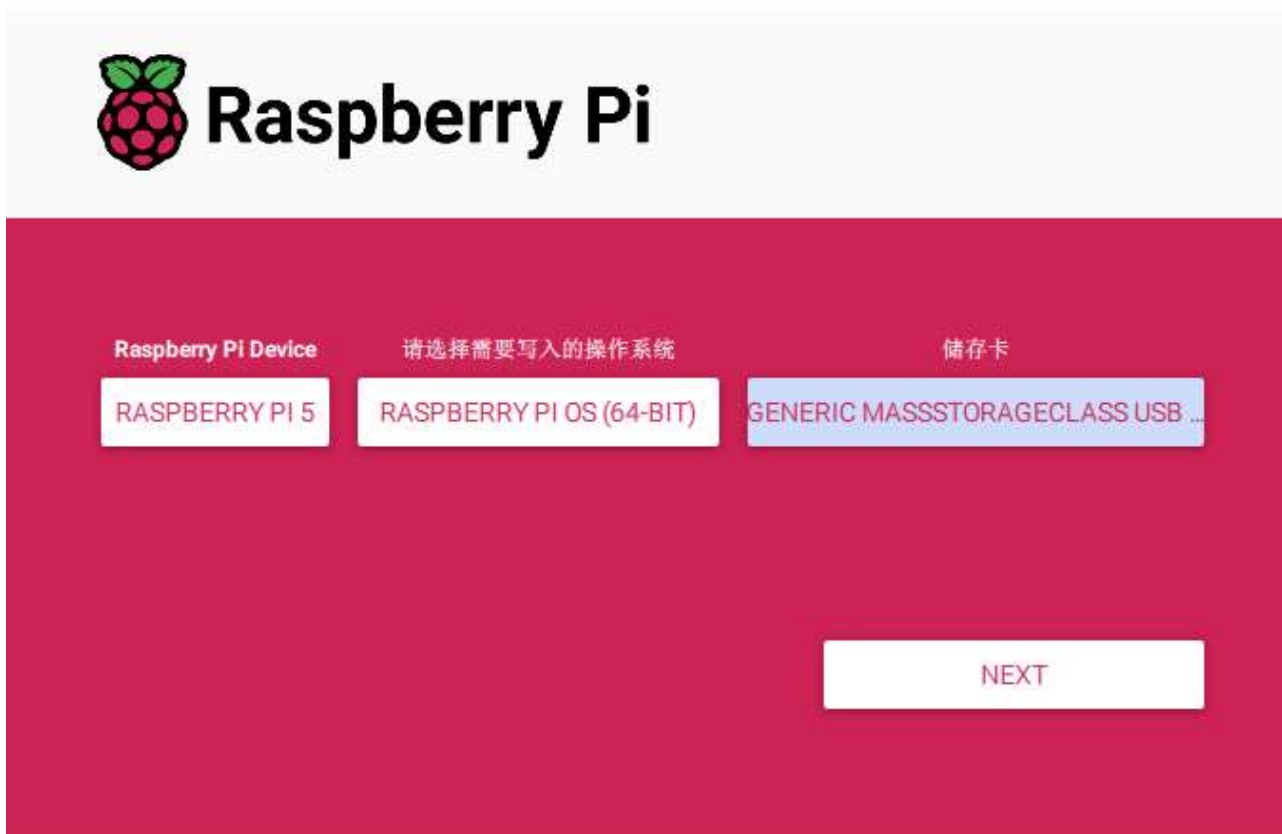 Raspberry Pi
Raspberry Pi Device
请选择需要写入的操作系统
储存卡
RASPBERRY PI 5
RASPBERRY PI OS (64-BIT)
GENERIC MASSSTORAGECLASS USB ...
NEXT